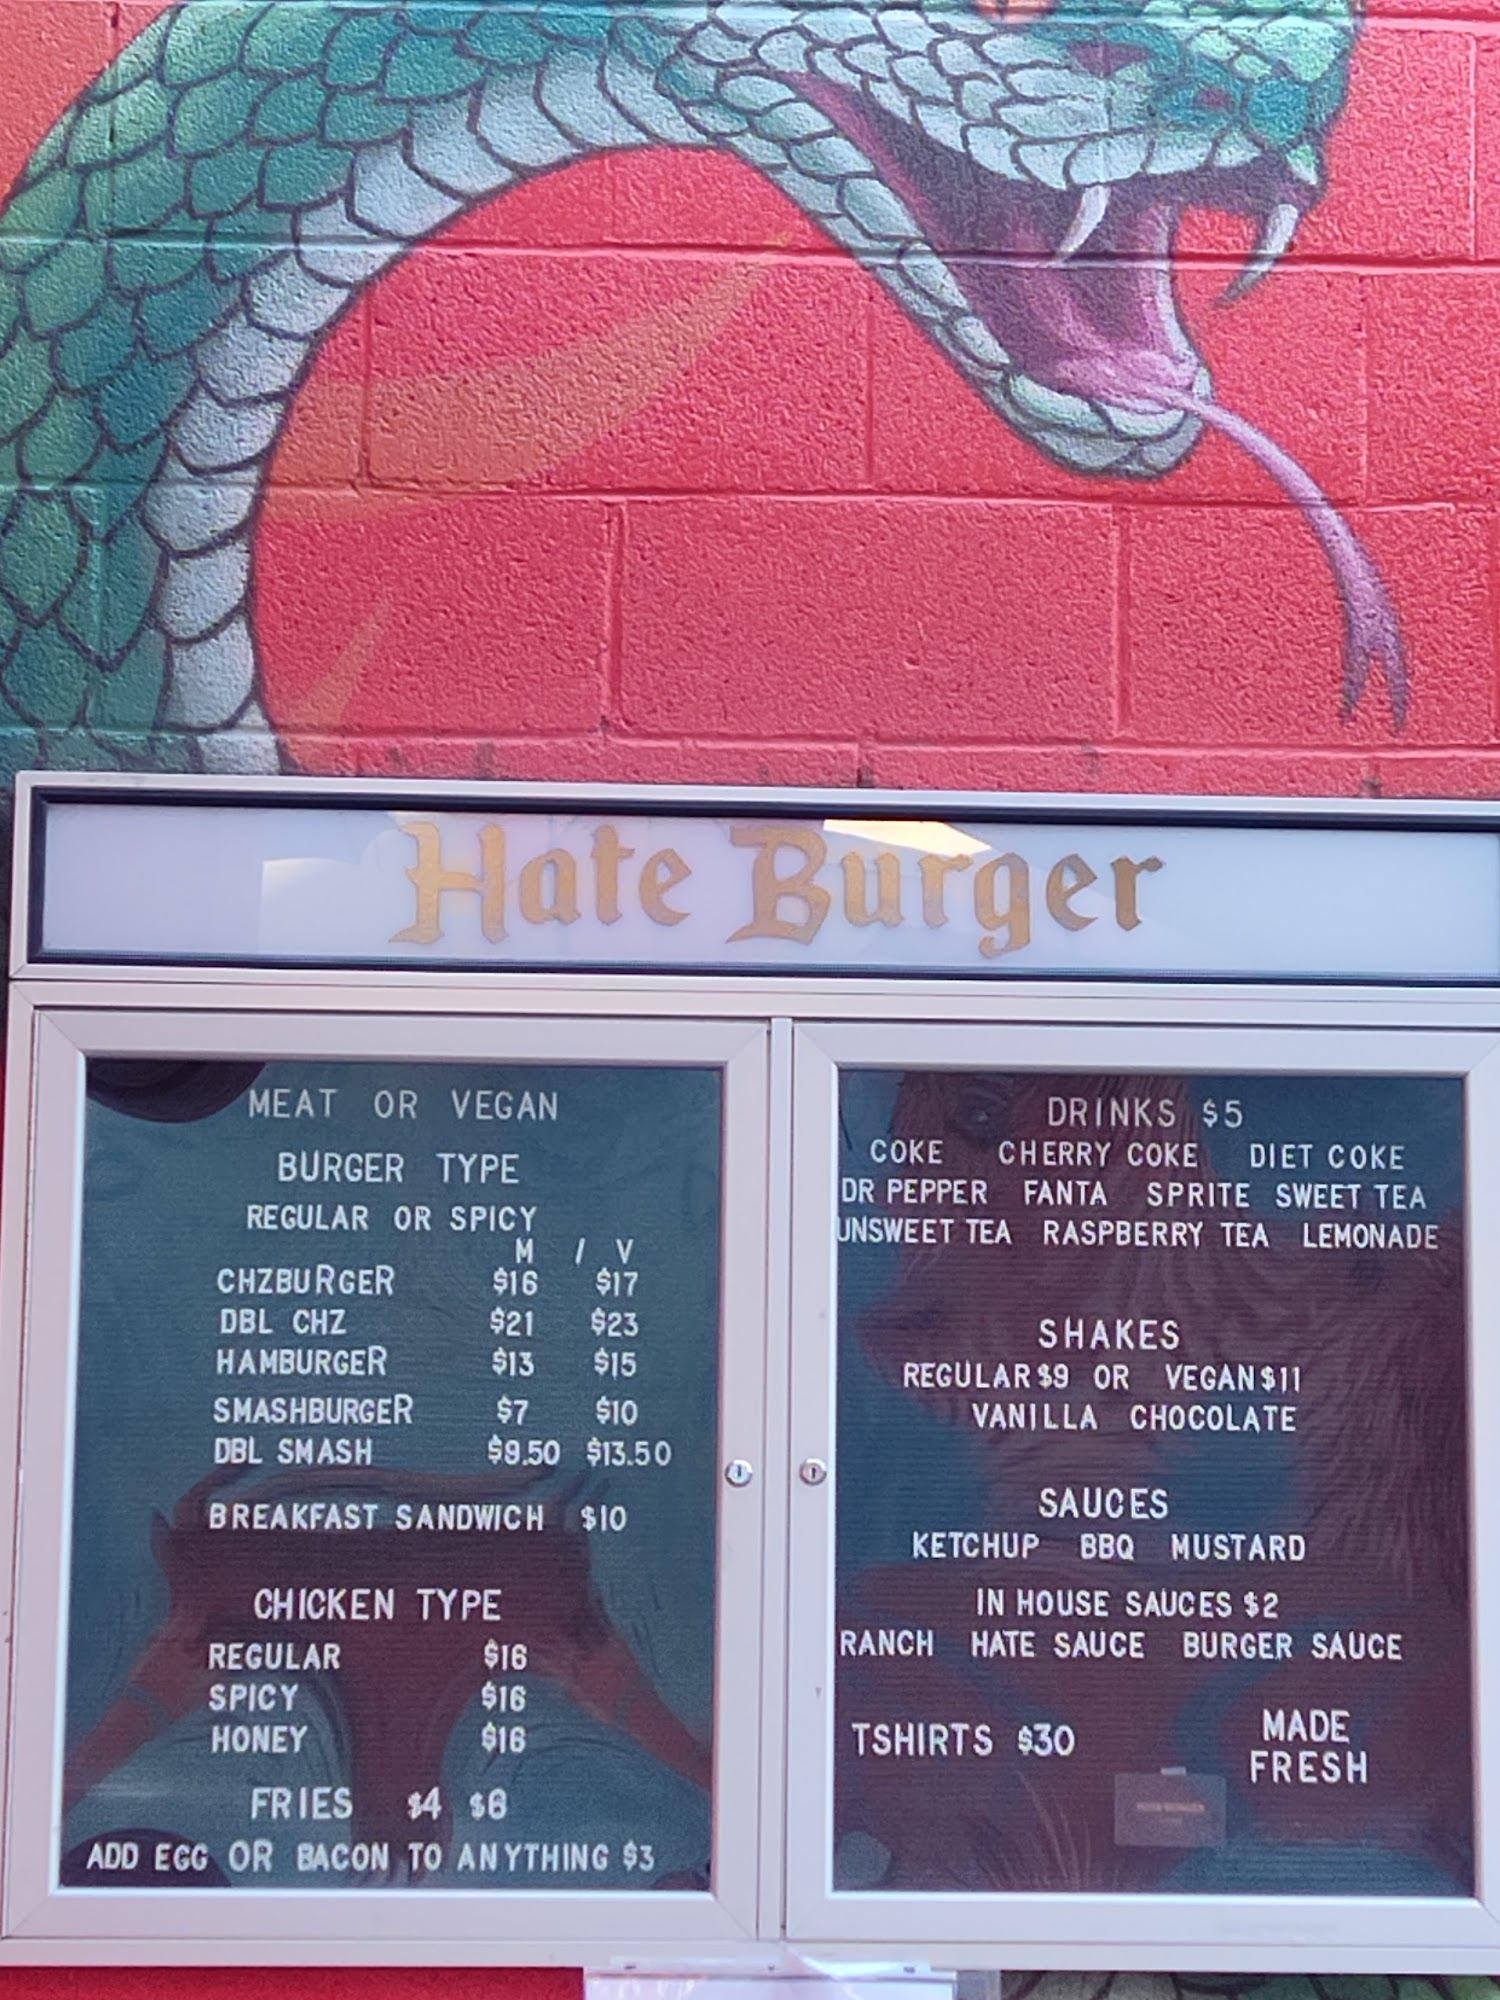 Hate Burger
MEAT OR VEGAN
BURGER TYPE
REGULAR OR SPICY
M / V
CHZBURGER $16 $17
DBL CHZ $21 $23
HAMBURGER $13 $15
SMASHBURGER $7 $10
DBL SMASH $9.50 $13.50
BREAKFAST SANDWICH $10
CHICKEN TYPE
REGULAR $16
SPICY $16
HONEY $16
FRIES $4 $6
ADD EGG OR BACON TO ANYTHING $3
DRINKS $5
COKE CHERRY COKE DIET COKE
DR PEPPER FANTA SPRITE SWEET TEA
UNSWEET TEA RASPBERRY TEA LEMONADE
SHAKES
REGULAR $9 OR VEGAN $11
VANILLA CHOCOLATE
SAUCES
KETCHUP BBQ MUSTARD
IN HOUSE SAUCES $2
RANCH HATE SAUCE BURGER SAUCE
TSHIRTS $30
MADE
FRESH